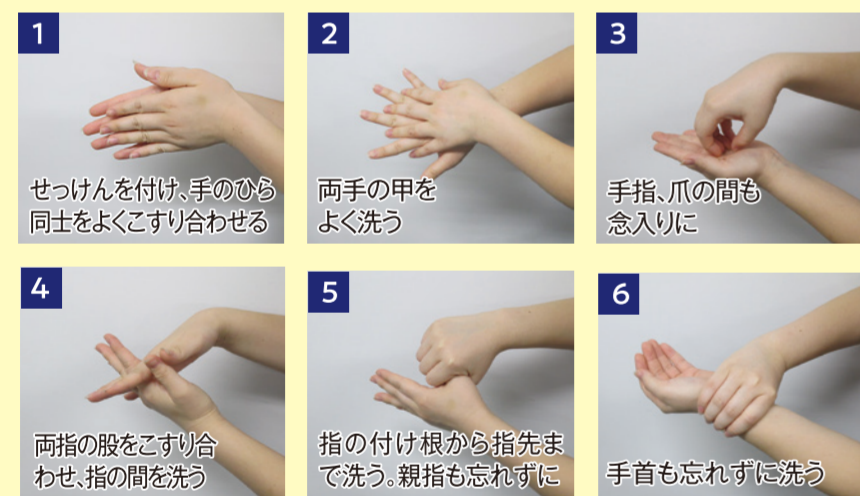 1
せっけんを付け、手のひら
同士をよくこすり合わせる
2
両手の甲を
よく洗う
3
手指、爪の間も
念入りに
4
両指の股をこすり合
わせ、指の間を洗う
5
指の付け根から指先ま
で洗う。親指も忘れずに
6
手首も忘れずに洗う